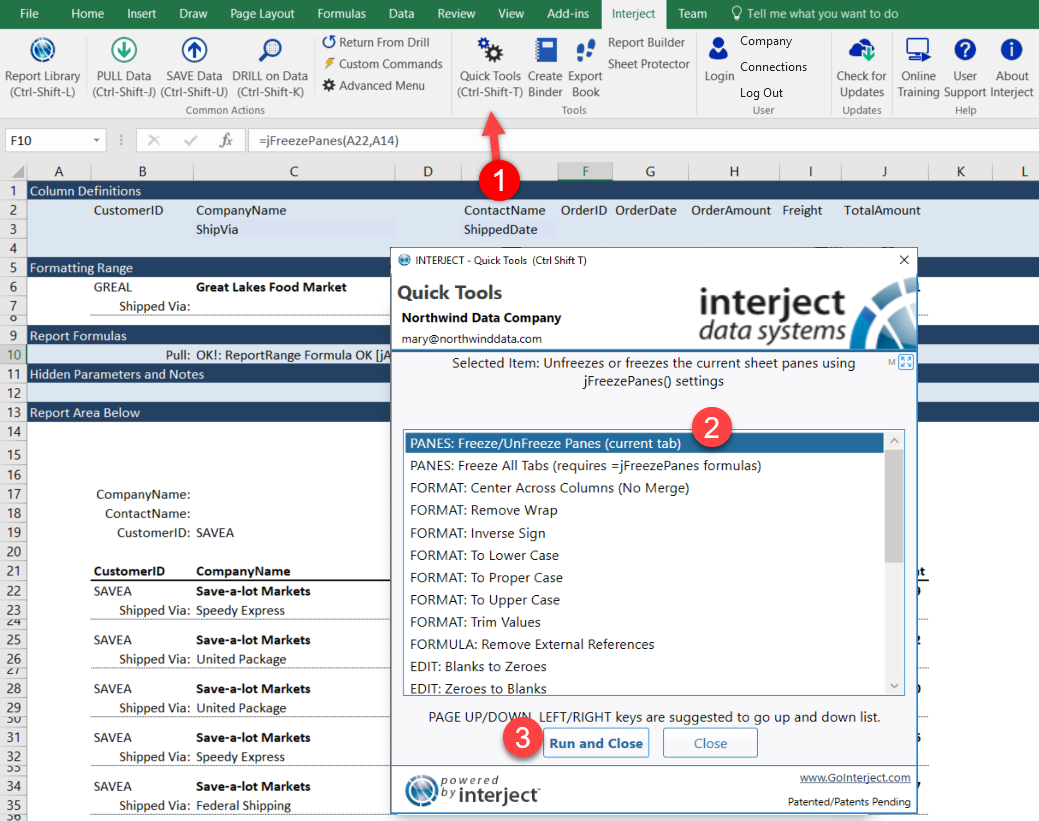 File Home Insert Draw Page Layout Formulas Data Review View Add-ins Interject Team Tell me what you want to do
Report Library (Ctrl-Shift-L)
PULL Data (Ctrl-Shift-J)
SAVE Data (Ctrl-Shift-U)
DRILL on Data (Ctrl-Shift-K)
Common Actions
Return From Drill
Custom Commands
Advanced Menu
Quick Tools (Ctrl-Shift-T)
Create Binder
Export Book
Report Builder
Sheet Protector
Tools
Login
Company
Connections
Log Out
User
Check for Updates
Updates
Online Training
User Support
About Interject
Help
F10 fx =jFreezePanes(A22,A14)
1
A B C D F G H I J K L
1 Column Definitions
2 CustomerID CompanyName ContactName OrderID OrderDate OrderAmount Freight TotalAmount
3 ShipVia ShippedDate
4
5 Formatting Range
6 GREAL Great Lakes Food Market
7 Shipped Via:
8
9 Report Formulas
10 Pull: OK!: ReportRange Formula OK [jA
11 Hidden Parameters and Notes
12
13 Report Area Below
14
15
16
17 CompanyName:
18 ContactName:
19 CustomerID: SAVEA
20
21 CustomerID CompanyName
22 SAVEA Save-a-lot Markets
23 Shipped Via: Speedy Express
24
25 SAVEA Save-a-lot Markets
26 Shipped Via: United Package
27
28 SAVEA Save-a-lot Markets
29 Shipped Via: United Package
30
31 SAVEA Save-a-lot Markets
32 Shipped Via: Speedy Express
33
34 SAVEA Save-a-lot Markets
35 Shipped Via: Federal Shipping
36
INTERJECT - Quick Tools (Ctrl Shift T)
Quick Tools
Northwind Data Company
mary@northwinddata.com
interject
data systems
Selected Item: Unfreezes or freezes the current sheet panes using
jFreezePanes() settings
M
2
PANES: Freeze/UnFreeze Panes (current tab)
PANES: Freeze All Tabs (requires =jFreezePanes formulas)
FORMAT: Center Across Columns (No Merge)
FORMAT: Remove Wrap
FORMAT: Inverse Sign
FORMAT: To Lower Case
FORMAT: To Proper Case
FORMAT: To Upper Case
FORMAT: Trim Values
FORMULA: Remove External References
EDIT: Blanks to Zeroes
EDIT: Zeroes to Blanks
PAGE UP/DOWN, LEFT/RIGHT keys are suggested to go up and down list.
3
Run and Close Close
powered by interject
www.GoInterject.com
Patented/Patents Pending